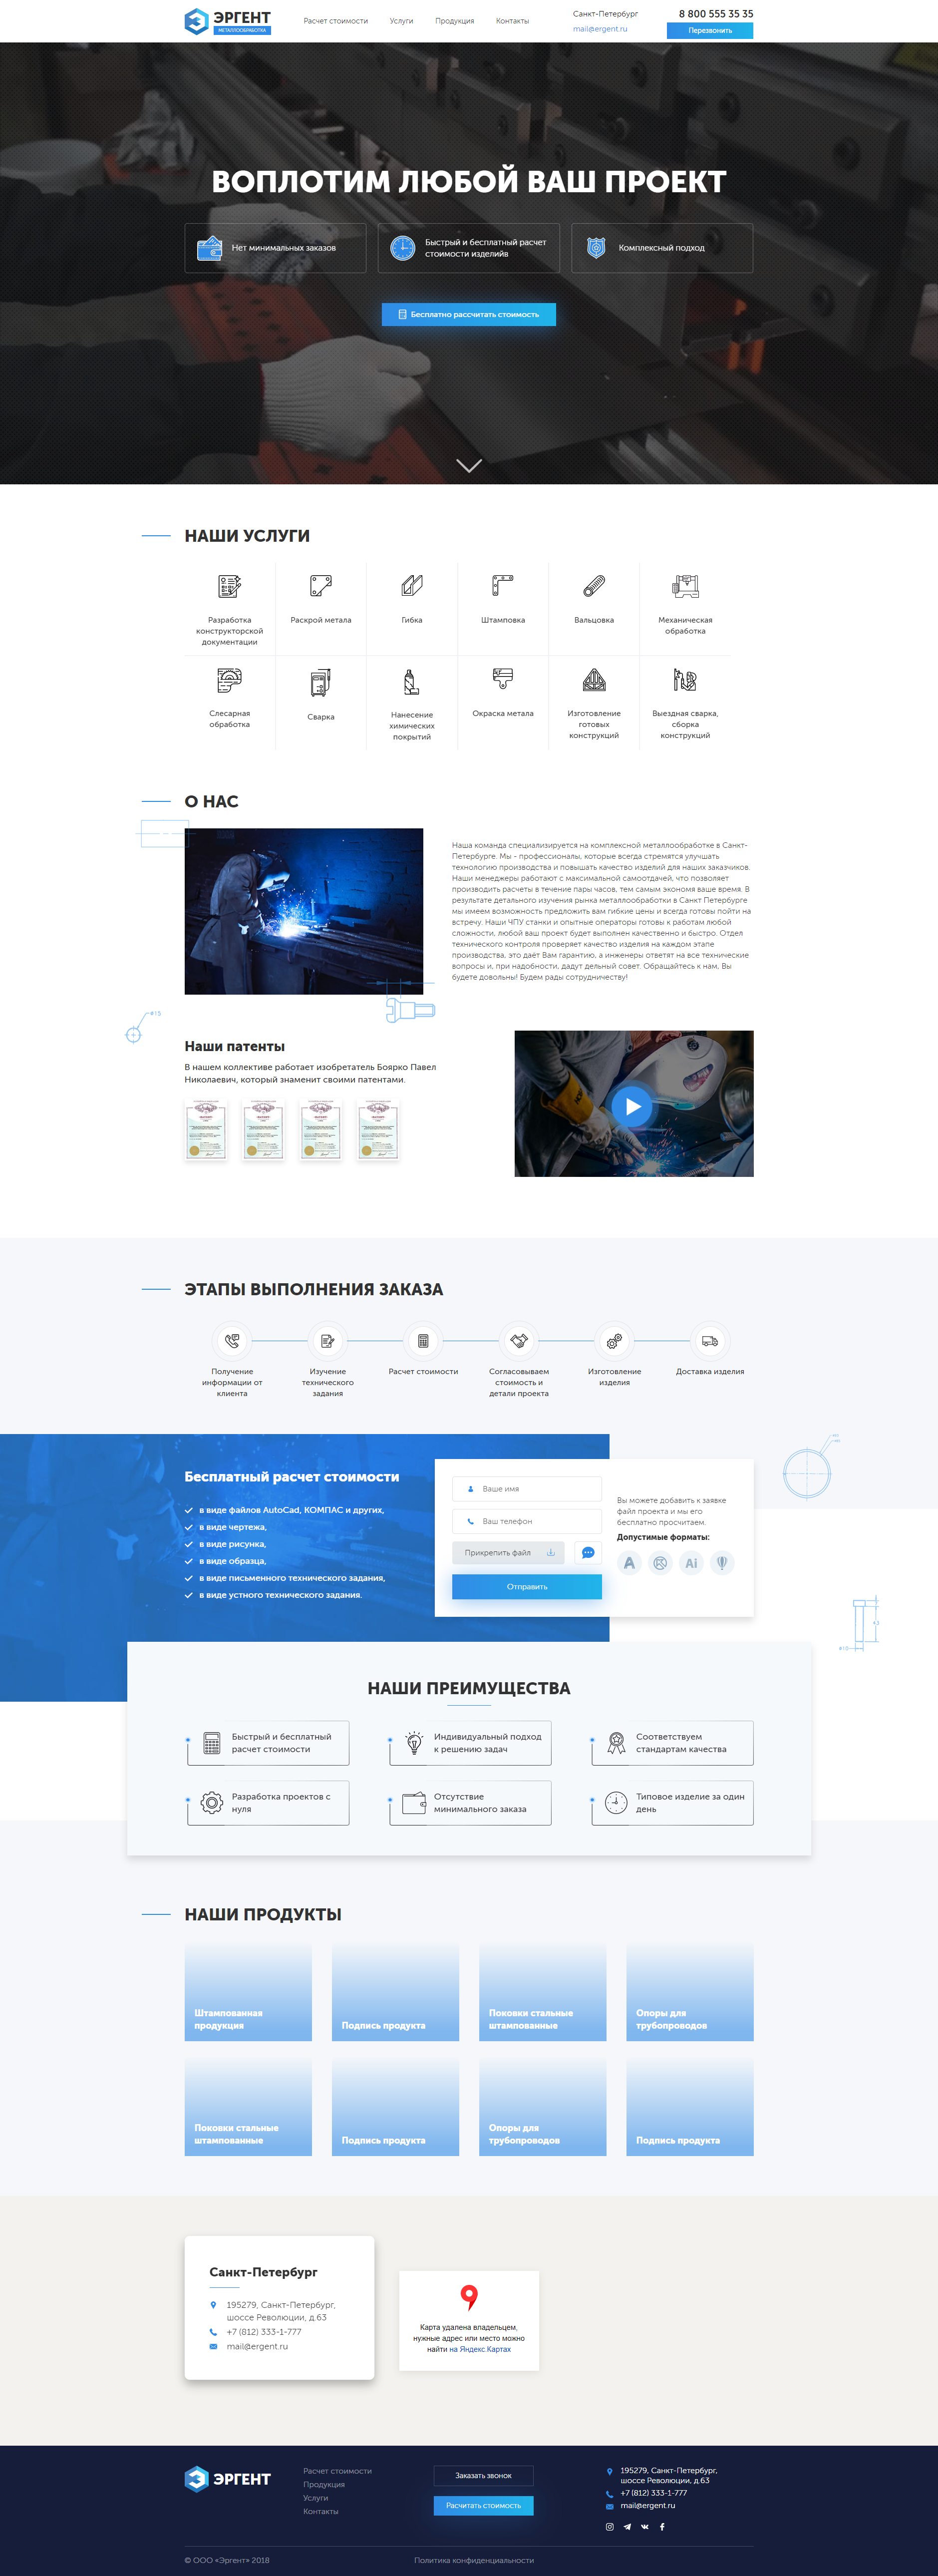 ЭРГЕНТ
МЕТАЛЛООБРАБОТКА
Расчет стоимости
Услуги
Продукция
Контакты
Санкт-Петербург
mail@ergent.ru
8 800 555 35 35
Перезвонить
ВОПЛОТИМ ЛЮБОЙ ВАШ ПРОЕКТ
Нет минимальных заказов
Быстрый и бесплатный расчет
стоимости изделийв
Комплексный подход
Бесплатно рассчитать стоимость
НАШИ УСЛУГИ
Разработка
конструкторской
документации
Раскрой метала
Гибка
Штамповка
Вальцовка
Механическая
обработка
Слесарная
обработка
Сварка
Нанесение
химических
покрытий
Окраска метала
Изготовление
готовых
конструкций
Выездная сварка,
сборка
конструкций
О НАС
Наша команда специализируется на комплексной металлообработке в Санкт-
Петербурге. Мы - профессионалы, которые всегда стремятся улучшать
технологию производства и повышать качество изделий для наших заказчиков.
Наши менеджеры работают с максимальной самоотдачей, что позволяет
производить расчеты в течение пары часов, тем самым экономя ваше время. В
результате детального изучения рынка металлообработки в Санкт Петербурге
мы имеем возможность предложить вам гибкие цены и всегда готовы пойти на
встречу. Наши ЧПУ станки и опытные операторы готовы к работам любой
сложности, любой ваш проект будет выполнен качественно и быстро. Отдел
технического контроля проверяет качество изделия на каждом этапе
производства, это даёт Вам гарантию, а инженеры ответят на все технические
вопросы и, при надобности, дадут дельный совет. Обращайтесь к нам, Вы
будете довольны! Будем рады сотрудничеству!
Наши патенты
В нашем коллективе работает изобретатель Боярко Павел
Николаевич, который знаменит своими патентами.
ЭТАПЫ ВЫПОЛНЕНИЯ ЗАКАЗА
Получение
информации от
клиента
Изучение
технического
задания
Расчет стоимости
Согласовываем
стоимость и
детали проекта
Изготовление
изделия
Доставка изделия
Бесплатный расчет стоимости
в виде файлов AutoCad, КОМПАС и других,
в виде чертежа,
в виде рисунка,
в виде образца,
в виде письменного технического задания,
в виде устного технического задания.
Ваше имя
Ваш телефон
Прикрепить файл
Отправить
Вы можете добавить к заявке
файл проекта и мы его
бесплатно просчитаем.
Допустимые форматы:
Ai
НАШИ ПРЕИМУЩЕСТВА
Быстрый и бесплатный
расчет стоимости
Индивидуальный подход
к решению задач
Соответствуем
стандартам качества
Разработка проектов с
нуля
Отсутствие
минимального заказа
Типовое изделие за один
день
НАШИ ПРОДУКТЫ
Штампованная
продукция
Подпись продукта
Поковки стальные
штампованные
Опоры для
трубопроводов
Поковки стальные
штампованные
Подпись продукта
Опоры для
трубопроводов
Подпись продукта
Санкт-Петербург
195279, Санкт-Петербург,
шоссе Революции, д.63
+7 (812) 333-1-777
mail@ergent.ru
Карта удалена владельцем,
нужные адрес или место можно
найти на Яндекс.Картах
ЭРГЕНТ
Расчет стоимости
Продукция
Услуги
Контакты
Заказать звонок
Расчитать стоимость
195279, Санкт-Петербург,
шоссе Революции, д.63
+7 (812) 333-1-777
mail@ergent.ru
© ООО «Эргент» 2018
Политика конфиденциальности